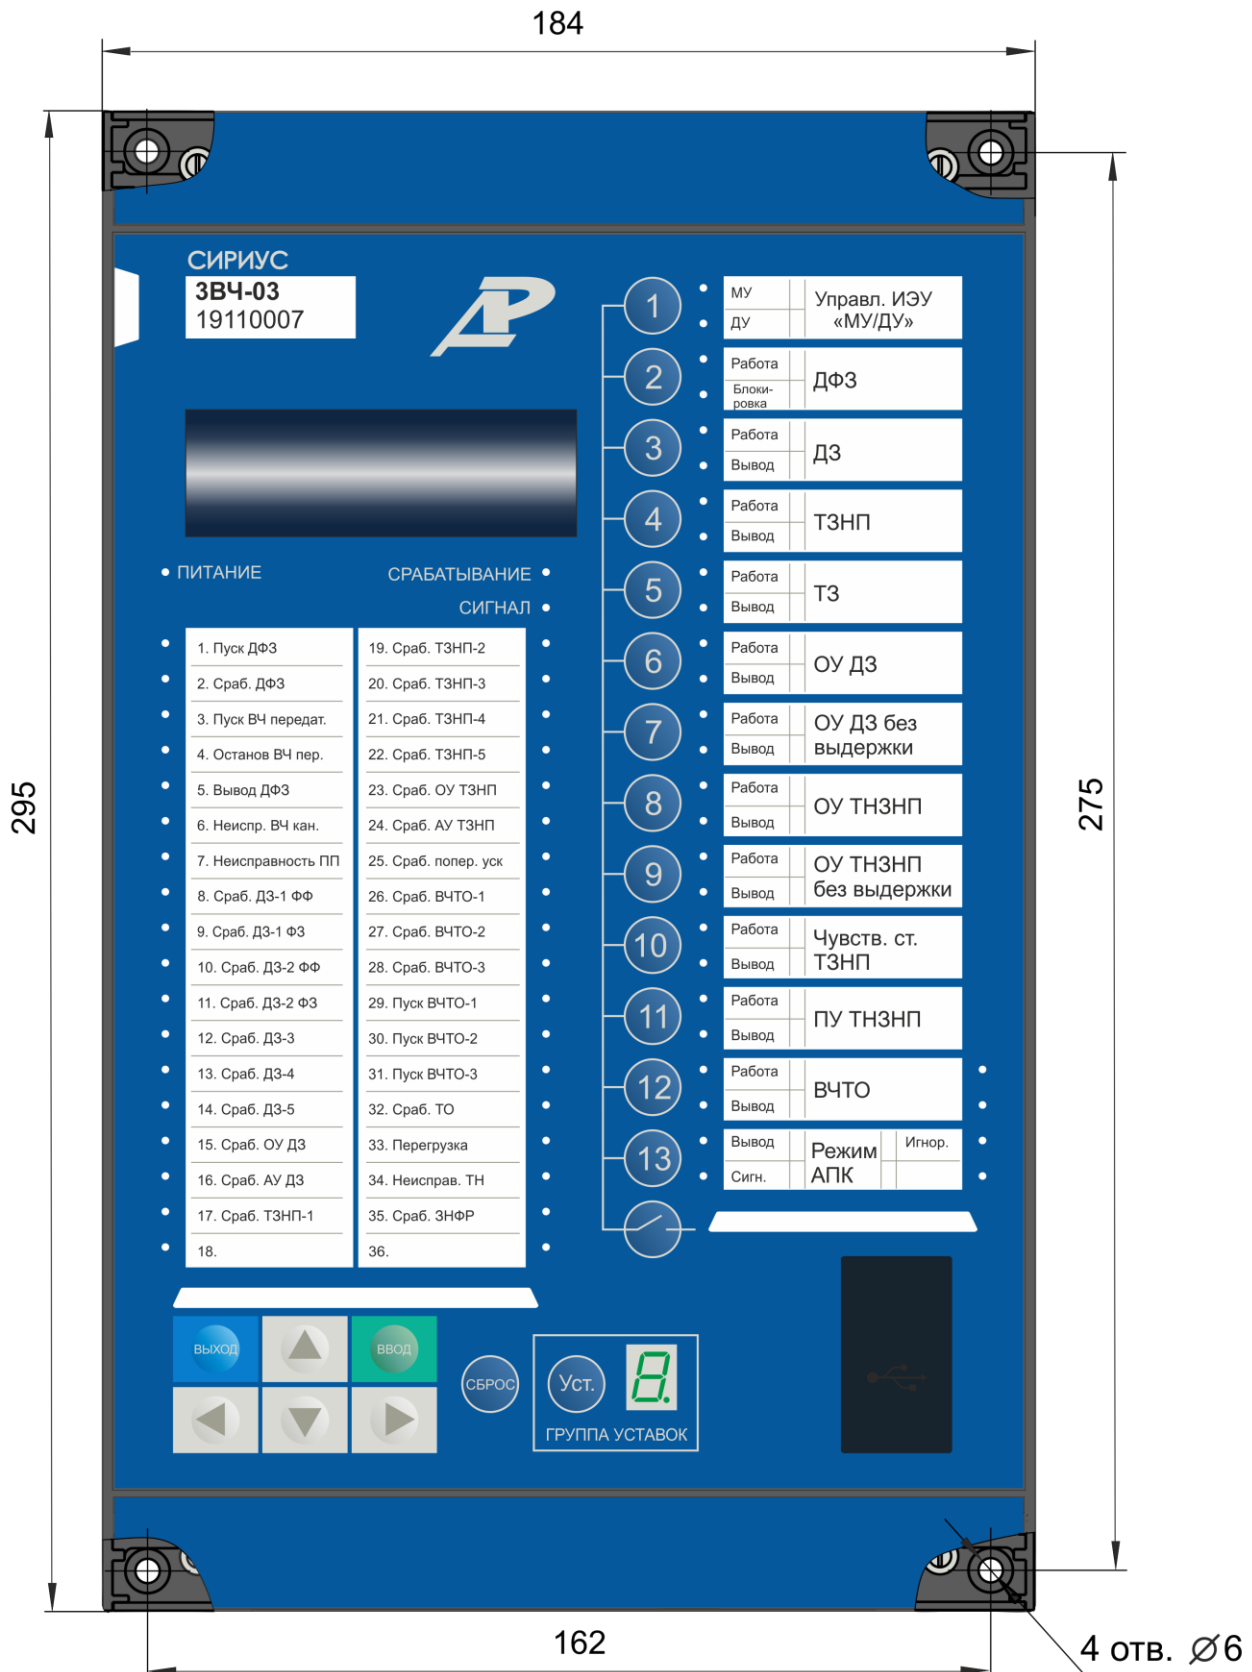 184
295
275
СИРИУС
3ВЧ-03
19110007
ПИТАНИЕ
СРАБАТЫВАНИЕ
СИГНАЛ
1. Пуск ДФЗ
2. Сраб. ДФЗ
3. Пуск ВЧ передат.
4. Останов ВЧ пер.
5. Вывод ДФЗ
6. Неиспр. ВЧ кан.
7. Неисправность ПП
8. Сраб. ДЗ-1 ФФ
9. Сраб. ДЗ-1 ФЗ
10. Сраб. ДЗ-2 ФФ
11. Сраб. ДЗ-2 ФЗ
12. Сраб. ДЗ-3
13. Сраб. ДЗ-4
14. Сраб. ДЗ-5
15. Сраб. ОУ ДЗ
16. Сраб. АУ ДЗ
17. Сраб. ТЗНП-1
18.
19. Сраб. ТЗНП-2
20. Сраб. ТЗНП-3
21. Сраб. ТЗНП-4
22. Сраб. ТЗНП-5
23. Сраб. ОУ ТЗНП
24. Сраб. АУ ТЗНП
25. Сраб. попер. уск
26. Сраб. ВЧТО-1
27. Сраб. ВЧТО-2
28. Сраб. ВЧТО-3
29. Пуск ВЧТО-1
30. Пуск ВЧТО-2
31. Пуск ВЧТО-3
32. Сраб. ТО
33. Перегрузка
34. Неисправ. ТН
35. Сраб. ЗНФР
36.
1
МУ
ДУ
Управл. ИЭУ
«МУ/ДУ»
2
Работа
Блоки-
ровка
ДФЗ
3
Работа
Вывод
ДЗ
4
Работа
Вывод
ТЗНП
5
Работа
Вывод
ТЗ
6
Работа
Вывод
ОУ ДЗ
7
Работа
Вывод
ОУ ДЗ без
выдержки
8
Работа
Вывод
ОУ ТНЗНП
9
Работа
Вывод
ОУ ТНЗНП
без выдержки
10
Работа
Вывод
Чувств. ст.
ТЗНП
11
Работа
Вывод
ПУ ТНЗНП
12
Работа
Вывод
ВЧТО
13
Вывод
Сигн.
Режим
АПК
Игнор.
ВЫХОД
ВВОД
СБРОС
Уст.
8.
ГРУППА УСТАВОК
162
4 отв. ∅6